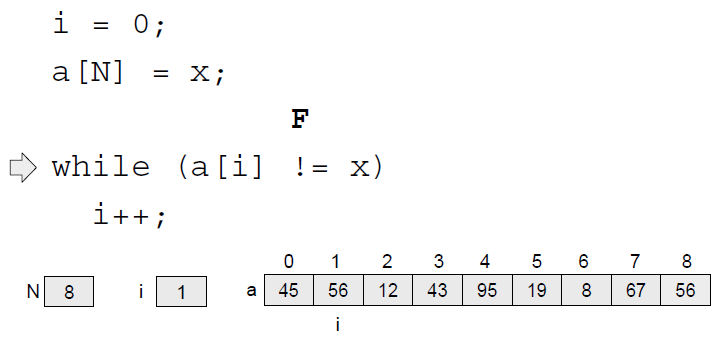 i = 0;
a[N] = x;
F
while (a[i] != x)
i++;
0 1 2 3 4 5 6 7 8
N 8 i 1 a 45 56 12 43 95 19 8 67 56
i